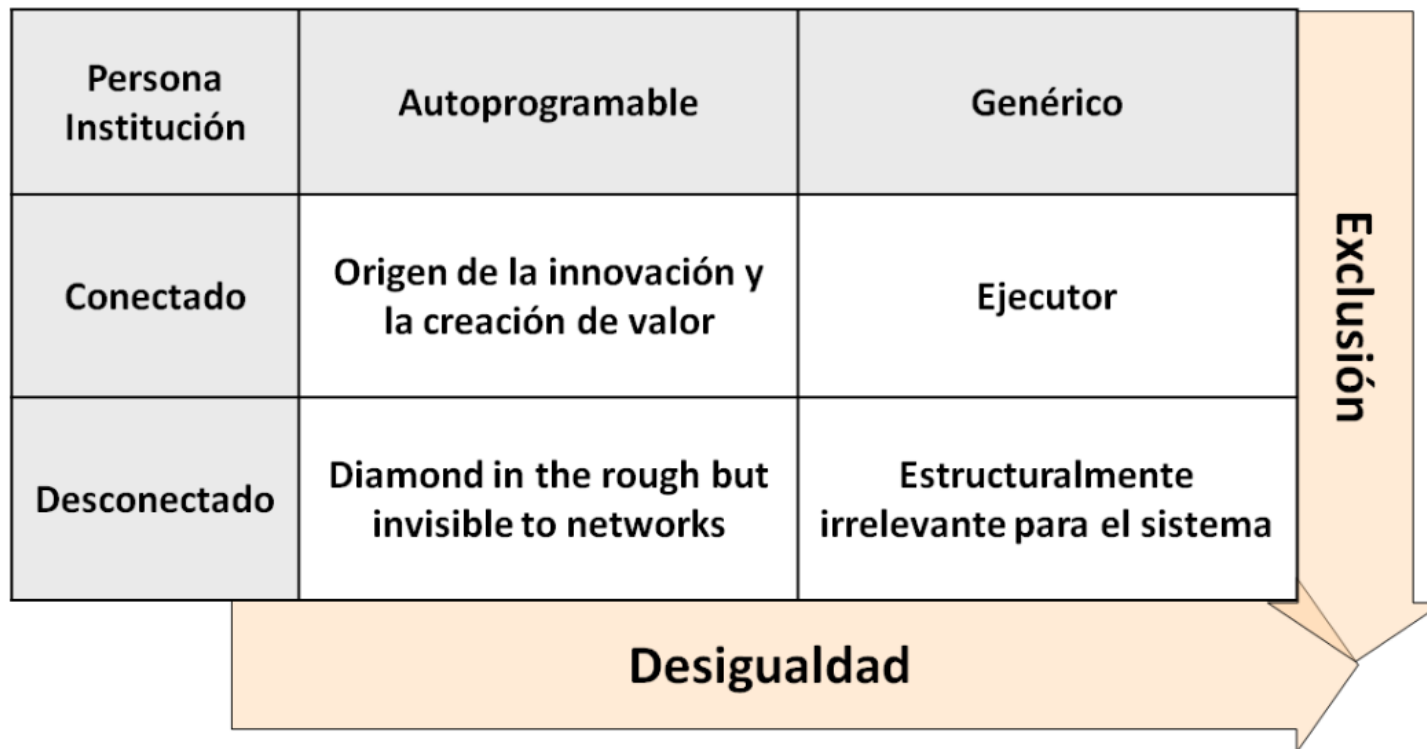 Persona
Institución
Autoprogramable
Genérico
Conectado
Origen de la innovación y
la creación de valor
Ejecutor
Desconectado
Diamond in the rough but
invisible to networks
Estructuralmente
irrelevante para el sistema
Exclusión
Desigualdad